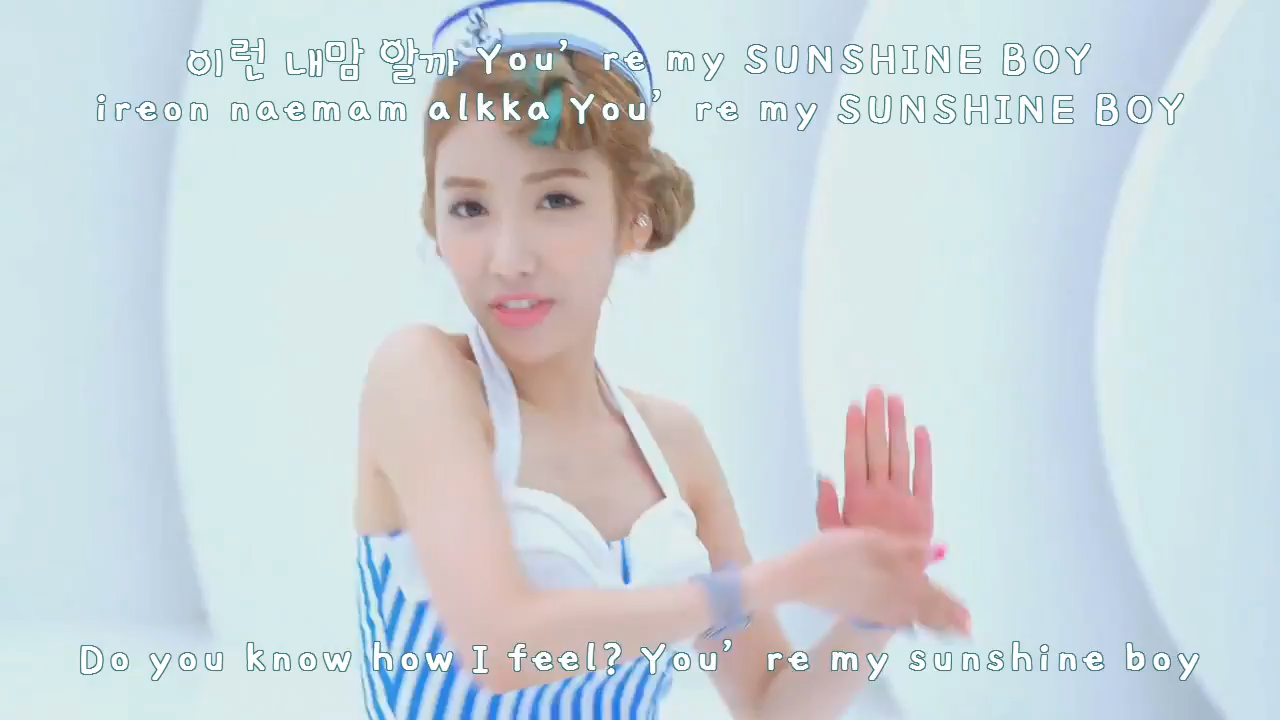 이런 내맘 알까 You're my SUNSHINE BOY
ireon naemam alkka You're my SUNSHINE BOY
Do you know how I feel? You're my sunshine boy